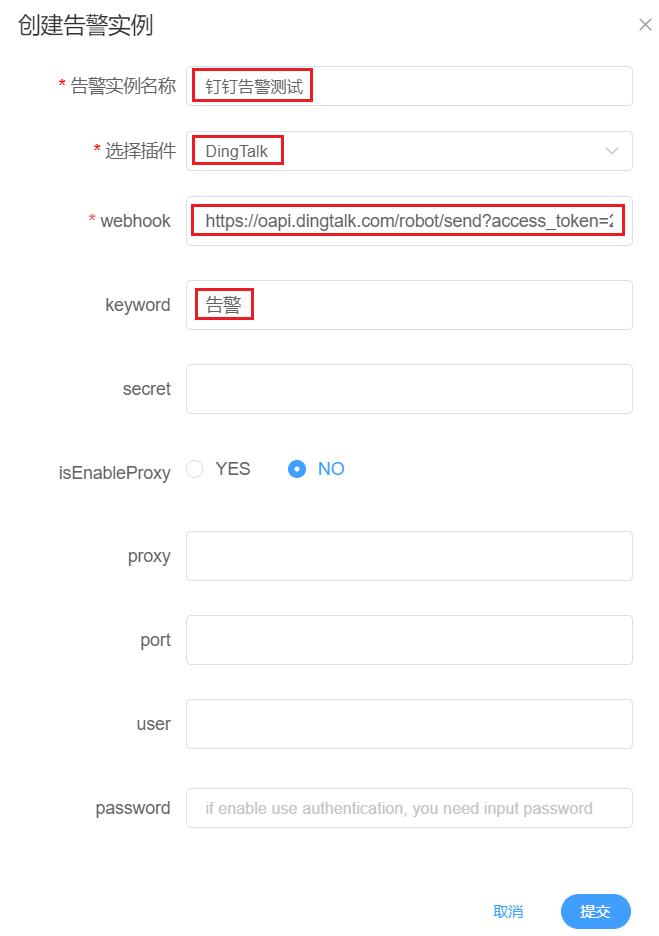 创建告警实例
* 告警实例名称 钉钉告警测试
* 选择插件 DingTalk
* webhook https://oapi.dingtalk.com/robot/send?access_token=
keyword 告警
secret
isEnableProxy YES NO
proxy
port
user
password if enable use authentication, you need input password
取消 提交